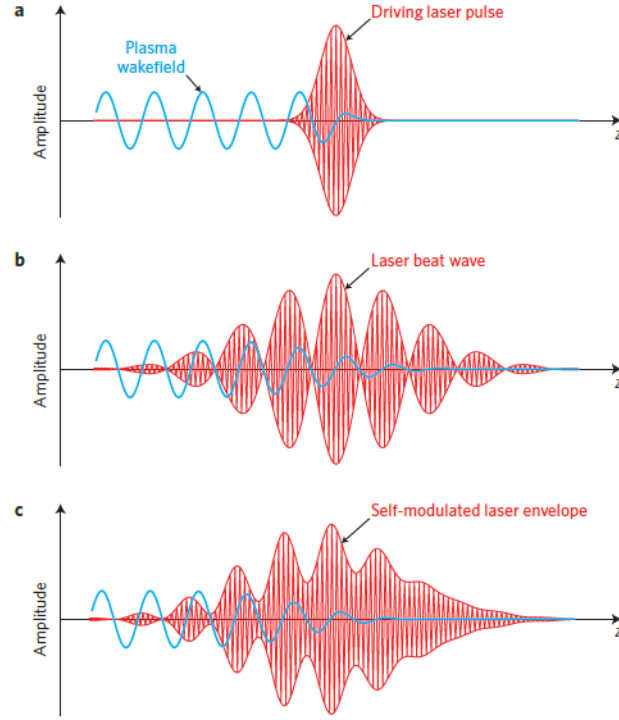 a
Driving laser pulse
Plasma
wakefield
Amplitude
z
b
Laser beat wave
Amplitude
z
c
Self-modulated laser envelope
Amplitude
z